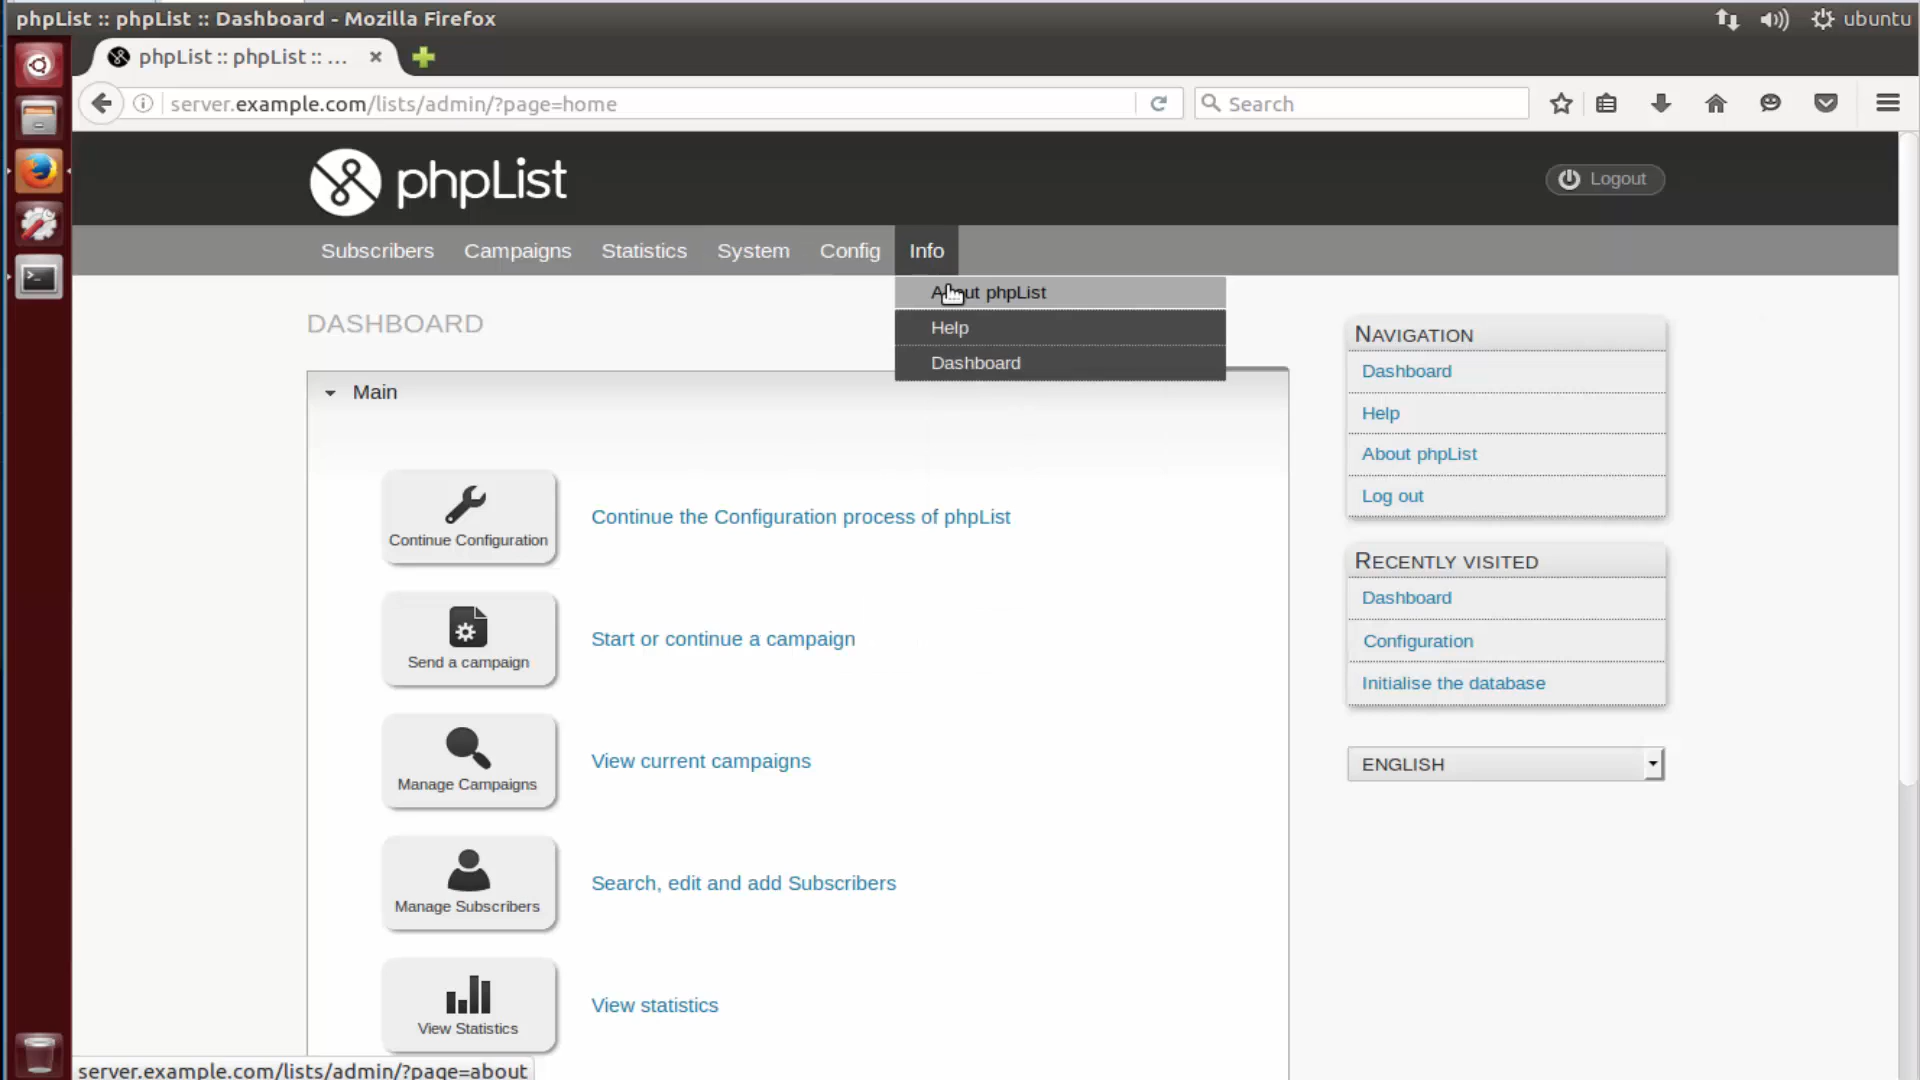 phpList :: phpList :: Dashboard - Mozilla Firefox
ubuntu
phpList :: phpList :: ...
server.example.com/lists/admin/?page=home
Search
phpList
Logout
Subscribers Campaigns Statistics System Config Info
About phpList
Help
Dashboard
DASHBOARD
Main
Continue Configuration
Continue the Configuration process of phpList
Send a campaign
Start or continue a campaign
Manage Campaigns
View current campaigns
Manage Subscribers
Search, edit and add Subscribers
View Statistics
View statistics
NAVIGATION
Dashboard
Help
About phpList
Log out
RECENTLY VISITED
Dashboard
Configuration
Initialise the database
ENGLISH
server.example.com/lists/admin/?page=about